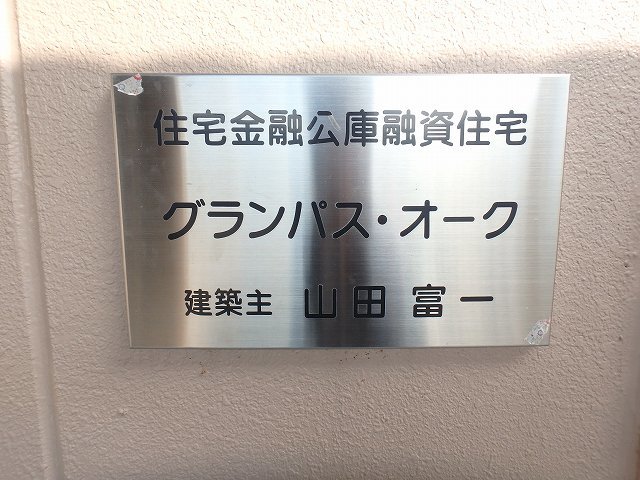 住宅金融公庫融資住宅
グランパス・オーク
建築主 山田 富一